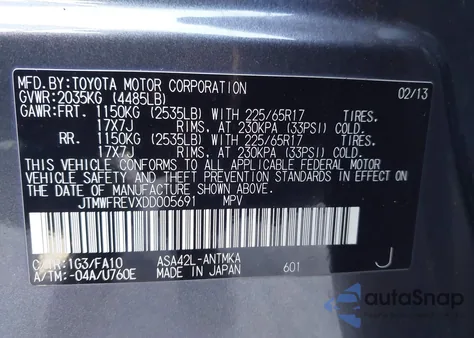 MFD.BY:TOYOTA MOTOR CORPORATION 02/13
GVWR:2035KG (4485LB)
GAWR:FRT. 1150KG (2535LB) WITH 225/65R17 TIRES.
17X7J RIMS. AT 230KPA (33PSI) COLD.
RR. 1150KG (2535LB) WITH 225/65R17 TIRES.
17X7J RIMS. AT 230KPA (33PSI) COLD.
THIS VEHICLE CONFORMS TO ALL APPLICABLE FEDERAL MOTOR
VEHICLE SAFETY AND THEFT PREVENTION STANDARDS IN EFFECT
ON THE DATE OF MANUFACTURE SHOWN ABOVE.
JTMWFREVXDD005691 MPV
C/TR:1G3/FA10 ASA42L-ANTMKA J
A/TM:-04A/U760E MADE IN JAPAN 601
autoSnap